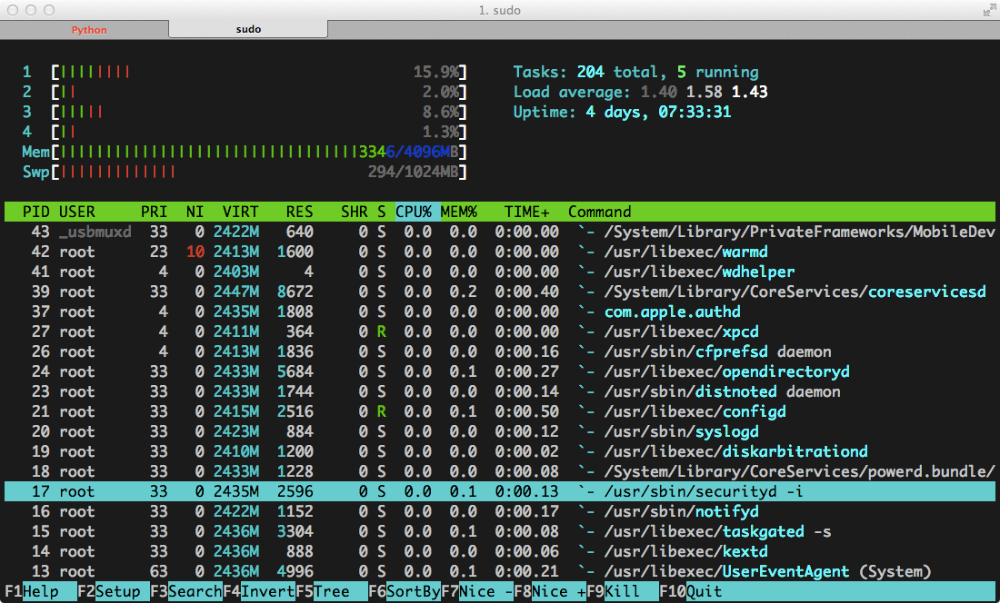 1. sudo
Python sudo
1 [|||||||| 15.9%] Tasks: 204 total, 5 running
2 [|| 2.0%] Load average: 1.40 1.58 1.43
3 [||||| 8.6%] Uptime: 4 days, 07:33:31
4 [|| 1.3%]
Mem[|||||||||||||||||||||||||||||||||3346/4096MB]
Swp[||||||||||||| 294/1024MB]
PID USER PRI NI VIRT RES SHR S CPU% MEM% TIME+ Command
43 _usbmuxd 33 0 2422M 640 0 S 0.0 0.0 0:00.00 `- /System/Library/PrivateFrameworks/MobileDev
42 root 23 10 2413M 1600 0 S 0.0 0.0 0:00.00 `- /usr/libexec/warmd
41 root 4 0 2403M 4 0 S 0.0 0.0 0:00.00 `- /usr/libexec/wdhelper
39 root 33 0 2447M 8672 0 S 0.0 0.2 0:00.40 `- /System/Library/CoreServices/coreservicesd
37 root 4 0 2435M 1808 0 S 0.0 0.0 0:00.00 `- com.apple.authd
27 root 4 0 2411M 364 0 R 0.0 0.0 0:00.00 `- /usr/libexec/xpcd
26 root 4 0 2413M 1836 0 S 0.0 0.0 0:00.16 `- /usr/sbin/cfprefsd daemon
24 root 33 0 2433M 5684 0 S 0.0 0.1 0:00.27 `- /usr/libexec/opendirectoryd
23 root 33 0 2433M 1744 0 S 0.0 0.0 0:00.14 `- /usr/sbin/distnoted daemon
21 root 33 0 2415M 2516 0 R 0.0 0.1 0:00.50 `- /usr/libexec/configd
20 root 33 0 2423M 884 0 S 0.0 0.0 0:00.12 `- /usr/sbin/syslogd
19 root 33 0 2410M 1200 0 S 0.0 0.0 0:00.02 `- /usr/libexec/diskarbitrationd
18 root 33 0 2433M 1228 0 S 0.0 0.0 0:00.08 `- /System/Library/CoreServices/powerd.bundle/
17 root 33 0 2435M 2596 0 S 0.0 0.1 0:00.13 `- /usr/sbin/securityd -i
16 root 33 0 2422M 1152 0 S 0.0 0.0 0:00.17 `- /usr/sbin/notifyd
15 root 33 0 2436M 3304 0 S 0.0 0.1 0:00.08 `- /usr/libexec/taskgated -s
14 root 33 0 2436M 888 0 S 0.0 0.0 0:00.06 `- /usr/libexec/kextd
13 root 63 0 2436M 4996 0 S 0.0 0.1 0:00.21 `- /usr/libexec/UserEventAgent (System)
F1Help F2Setup F3SearchF4InvertF5Tree F6SortByF7Nice -F8Nice +F9Kill F10Quit